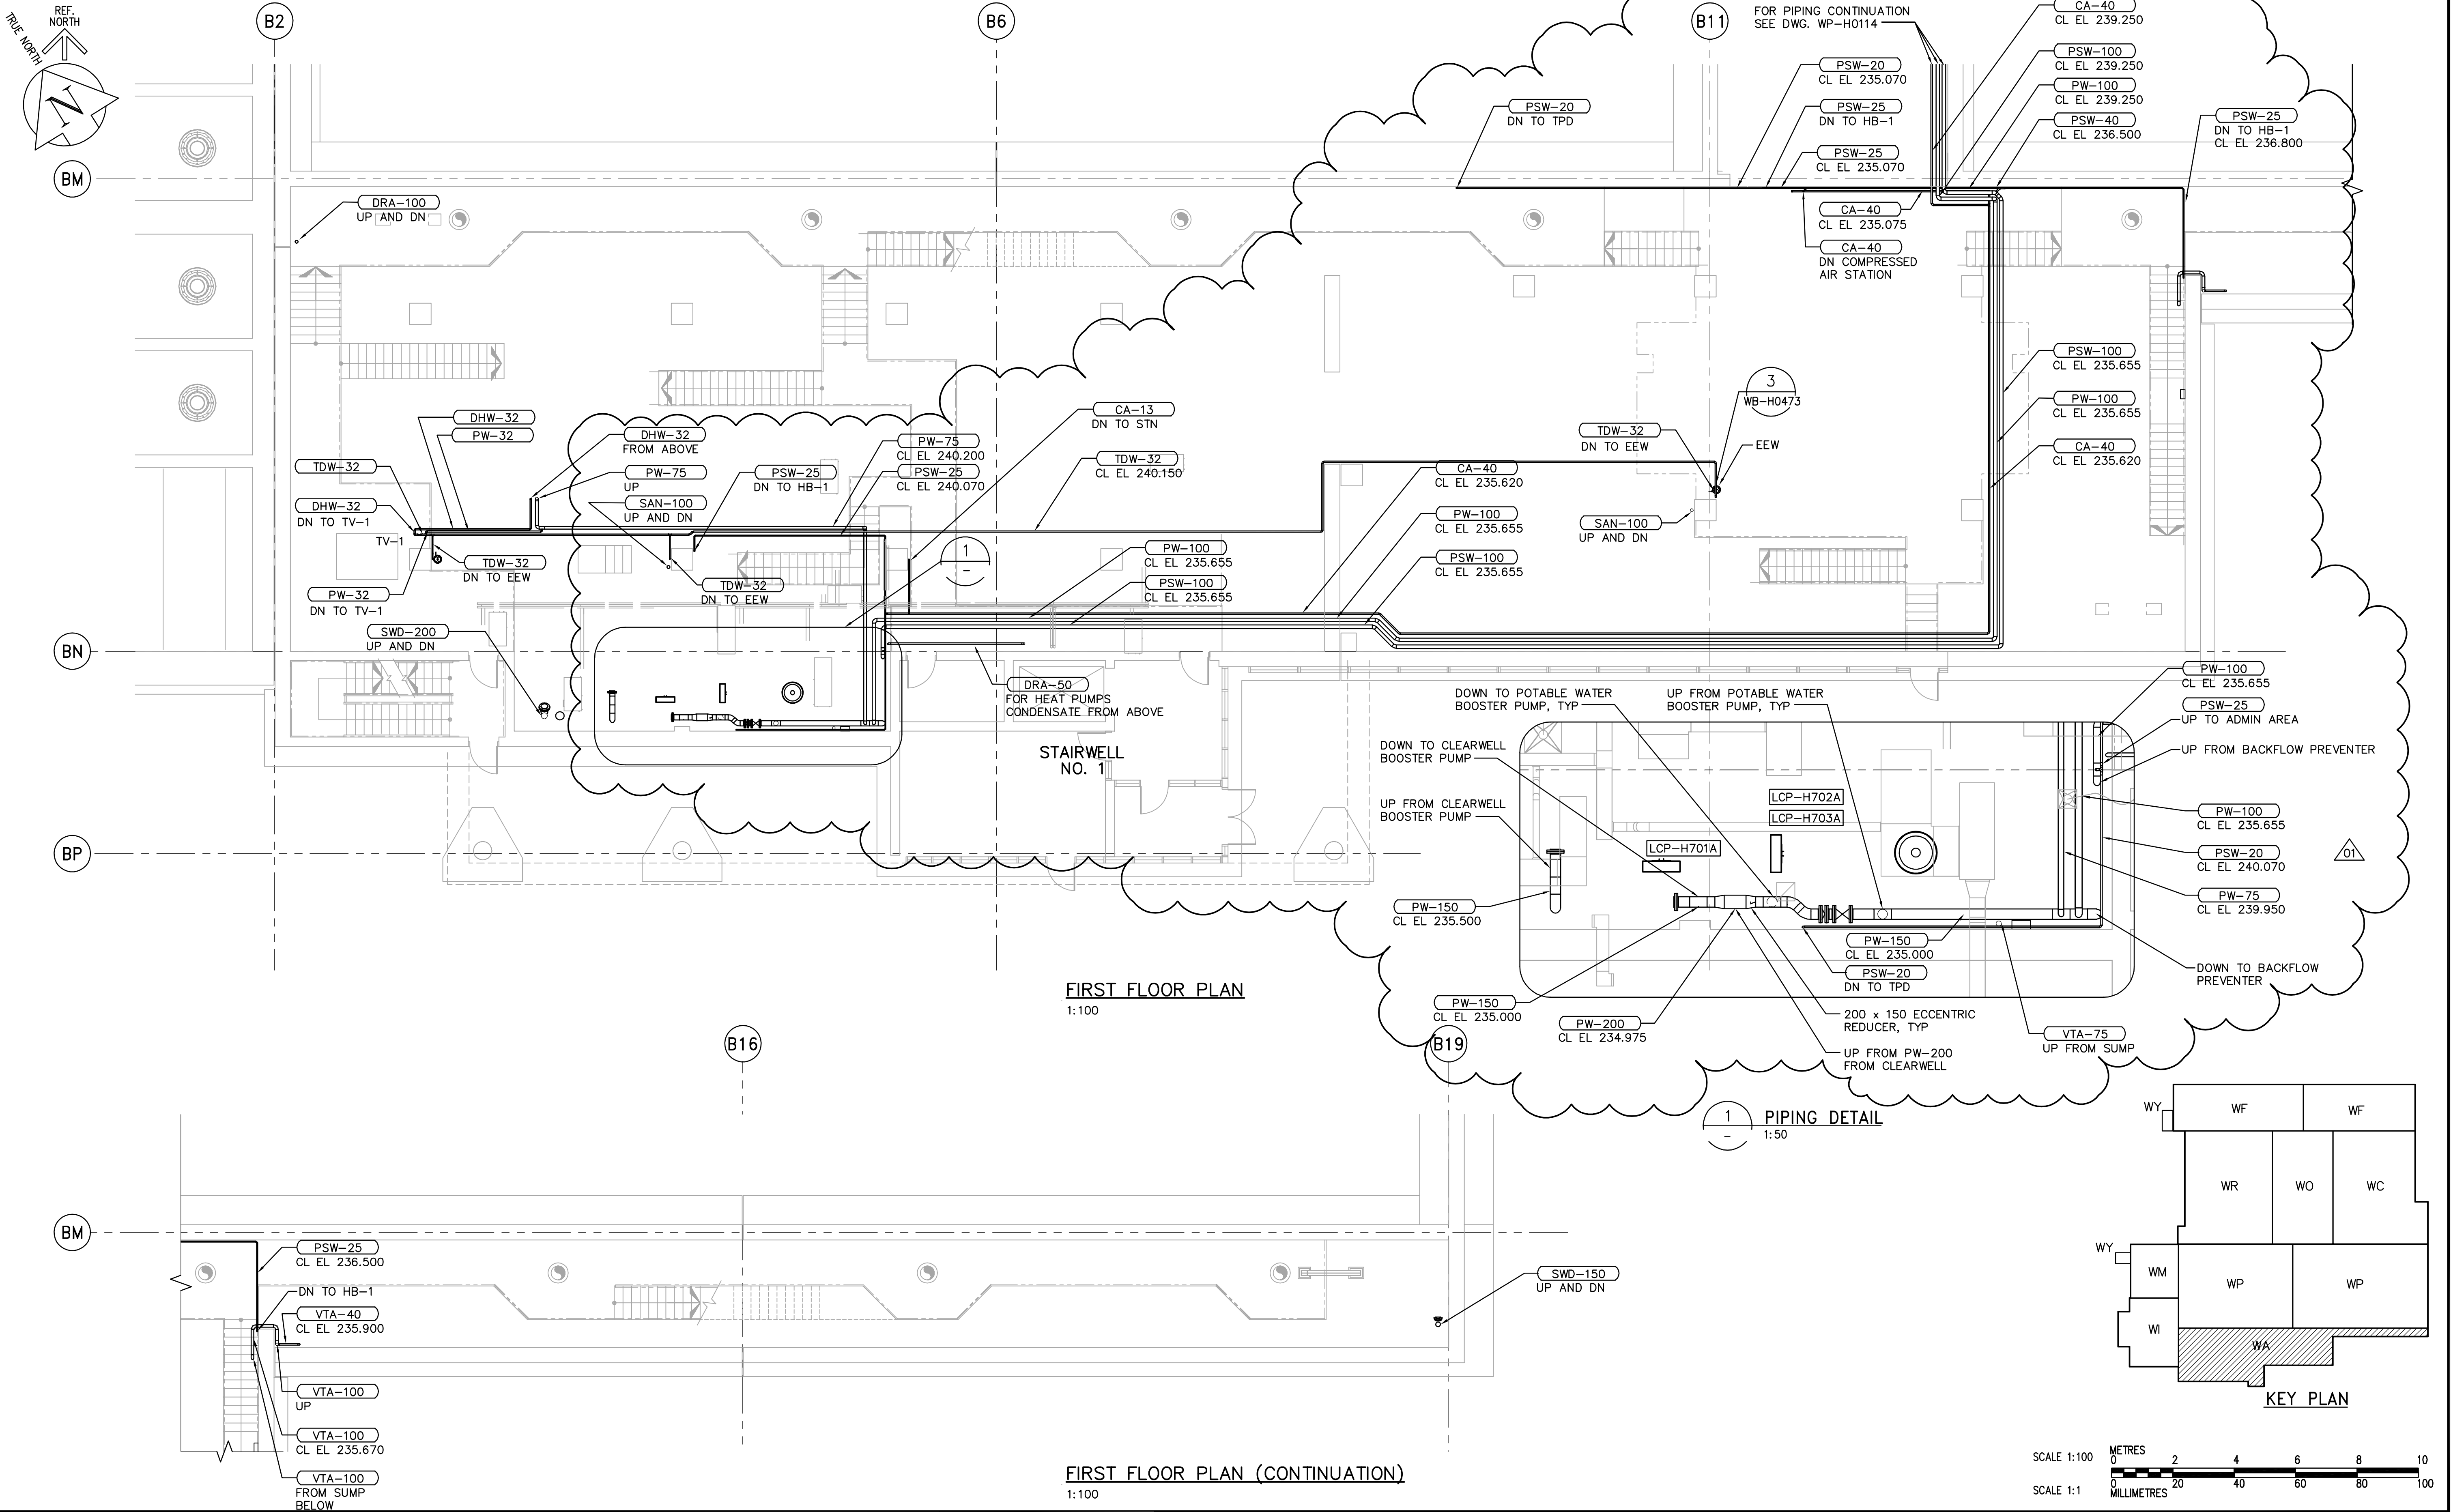 REF.
NORTH
TRUE NORTH
N
B2
B6
B11
BM
BN
BP
FOR PIPING CONTINUATION
SEE DWG. WP-H0114
CA-40
CL EL 239.250
PSW-100
CL EL 239.250
PW-100
CL EL 239.250
PSW-40
CL EL 236.500
PSW-25
DN TO HB-1
CL EL 236.800
PSW-20
CL EL 235.070
PSW-20
DN TO TPD
PSW-25
DN TO HB-1
PSW-25
CL EL 235.070
CA-40
CL EL 235.075
CA-40
DN COMPRESSED
AIR STATION
DRA-100
UP AND DN
PSW-100
CL EL 235.655
PW-100
CL EL 235.655
CA-40
CL EL 235.620
3
WB-H0473
TDW-32
DN TO EEW
EEW
SAN-100
UP AND DN
DHW-32
PW-32
TDW-32
DHW-32
DN TO TV-1
TV-1
PW-32
DN TO TV-1
TDW-32
DN TO EEW
DHW-32
FROM ABOVE
PW-75
UP
SAN-100
UP AND DN
PSW-25
DN TO HB-1
CA-13
DN TO STN
PW-75
CL EL 240.200
PSW-25
CL EL 240.070
TDW-32
CL EL 240.150
TDW-32
DN TO EEW
1
-
CA-40
CL EL 235.620
PW-100
CL EL 235.655
PSW-100
CL EL 235.655
PW-100
CL EL 235.655
PSW-100
CL EL 235.655
SWD-200
UP AND DN
DRA-50
FOR HEAT PUMPS
CONDENSATE FROM ABOVE
STAIRWELL
NO. 1
DOWN TO POTABLE WATER
BOOSTER PUMP, TYP
UP FROM POTABLE WATER
BOOSTER PUMP, TYP
DOWN TO CLEARWELL
BOOSTER PUMP
UP FROM CLEARWELL
BOOSTER PUMP
LCP-H702A
LCP-H703A
LCP-H701A
PW-100
CL EL 235.655
PSW-25
UP TO ADMIN AREA
UP FROM BACKFLOW PREVENTER
PW-100
CL EL 235.655
PSW-20
CL EL 240.070
PW-75
CL EL 239.950
01
DOWN TO BACKFLOW
PREVENTER
PW-150
CL EL 235.500
PW-150
CL EL 235.000
PSW-20
DN TO TPD
PW-150
CL EL 235.000
PW-200
CL EL 234.975
200 x 150 ECCENTRIC
REDUCER, TYP
UP FROM PW-200
FROM CLEARWELL
VTA-75
UP FROM SUMP
FIRST FLOOR PLAN
1:100
1
-
PIPING DETAIL
1:50
B16
B19
BM
PSW-25
CL EL 236.500
DN TO HB-1
VTA-40
CL EL 235.900
VTA-100
UP
VTA-100
CL EL 235.670
VTA-100
FROM SUMP
BELOW
SWD-150
UP AND DN
FIRST FLOOR PLAN (CONTINUATION)
1:100
WY
WF
WF
WR
WO
WC
WY
WM
WP
WP
WI
WA
KEY PLAN
SCALE 1:100
METRES
0 2 4 6 8 10
SCALE 1:1
0 20 40 60 80 100
MILLIMETRES